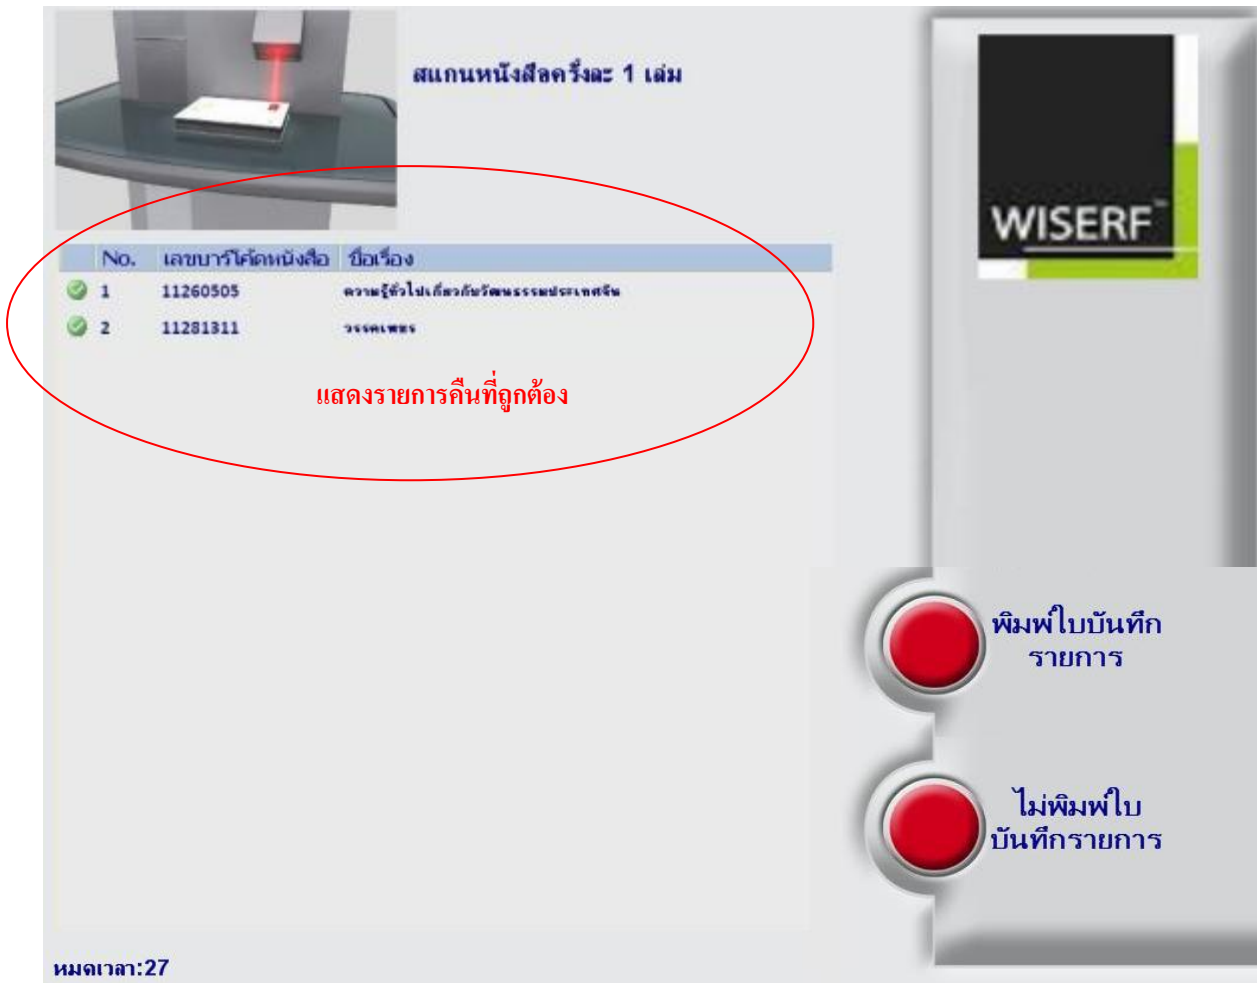 สแกนหนังสือครั้งละ 1 เล่ม
WISERF™
No. เลขบาร์โค้ดหนังสือ ชื่อเรื่อง
1 11260505 ความรู้ทั่วไปเกี่ยวกับวัฒนธรรมประเทศจีน
2 11281311 วรรคเพชร
แสดงรายการคืนที่ถูกต้อง
พิมพ์ใบบันทึก
รายการ
ไม่พิมพ์ใบ
บันทึกรายการ
หมดเวลา:27